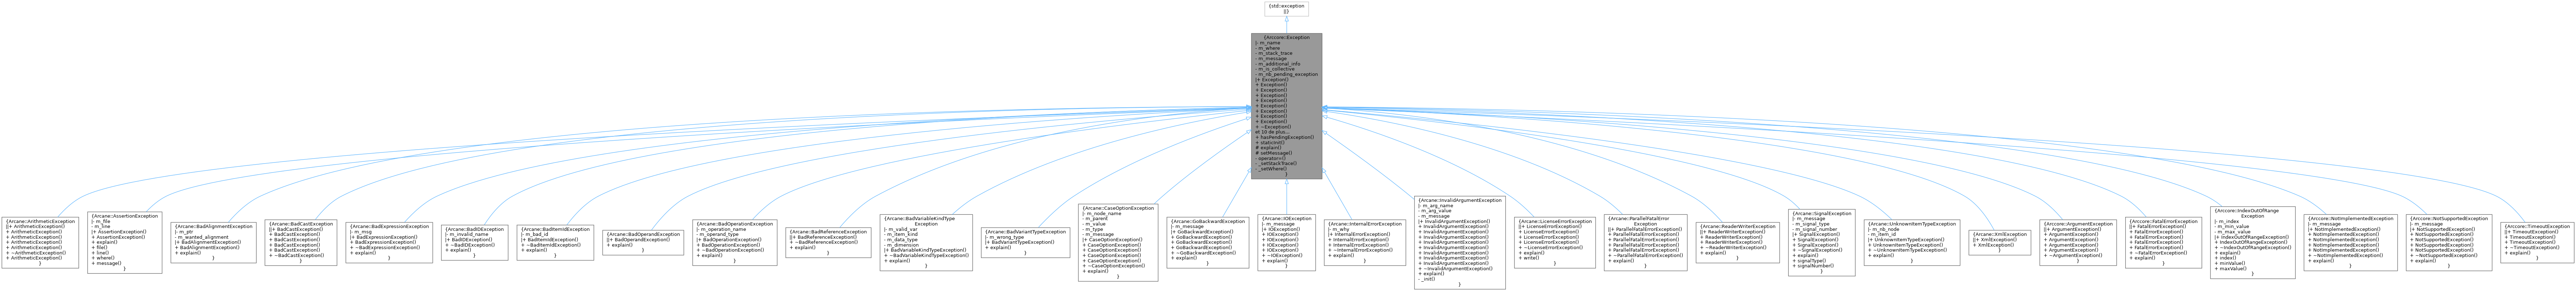 {std::exception
||}
{Arccore::Exception
|- m_name
- m_where
- m_stack_trace
- m_message
- m_additional_info
- m_is_collective
- m_nb_pending_exception
|+ Exception()
+ Exception()
+ Exception()
+ Exception()
+ Exception()
+ Exception()
+ Exception()
+ Exception()
+ Exception()
+ ~Exception()
et 10 de plus...
+ hasPendingException()
+ staticInit()
# explain()
# setMessage()
- operator=()
- _setStackTrace()
- _setWhere()
}
{Arcane::ArithmeticException
||+ ArithmeticException()
+ ArithmeticException()
+ ArithmeticException()
+ ArithmeticException()
+ ArithmeticException()
+ ~ArithmeticException()
+ ArithmeticException()
}
{Arcane::AssertionException
|- m_file
- m_line
|+ AssertionException()
+ AssertionException()
+ explain()
+ file()
+ line()
+ where()
+ message()
}
{Arcane::BadAlignmentException
|- m_ptr
- m_wanted_alignment
|+ BadAlignmentException()
+ BadAlignmentException()
+ explain()
}
{Arcane::BadCastException
||+ BadCastException()
+ BadCastException()
+ BadCastException()
+ BadCastException()
+ BadCastException()
+ ~BadCastException()
}
{Arcane::BadExpressionException
|- m_msg
|+ BadExpressionException()
+ BadExpressionException()
+ ~BadExpressionException()
+ explain()
}
{Arcane::BadIDException
|- m_invalid_name
|+ BadIDException()
+ ~BadIDException()
+ explain()
}
{Arcane::BadItemIdException
|- m_bad_id
|+ BadItemIdException()
+ ~BadItemIdException()
+ explain()
}
{Arcane::BadOperandException
||+ BadOperandException()
+ explain()
}
{Arcane::BadOperationException
|- m_operation_name
- m_operand_type
|+ BadOperationException()
+ BadOperationException()
+ ~BadOperationException()
+ explain()
}
{Arcane::BadReferenceException
||+ BadReferenceException()
+ ~BadReferenceException()
+ explain()
}
{Arcane::BadVariableKindType
Exception
|- m_valid_var
- m_item_kind
- m_data_type
- m_dimension
|+ BadVariableKindTypeException()
+ ~BadVariableKindTypeException()
+ explain()
}
{Arcane::BadVariantTypeException
|- m_wrong_type
|+ BadVariantTypeException()
+ explain()
}
{Arcane::CaseOptionException
|- m_node_name
- m_parent
- m_value
- m_type
- m_message
|+ CaseOptionException()
+ CaseOptionException()
+ CaseOptionException()
+ CaseOptionException()
+ CaseOptionException()
+ ~CaseOptionException()
+ explain()
}
{Arcane::GoBackwardException
|- m_message
|+ GoBackwardException()
+ GoBackwardException()
+ GoBackwardException()
+ GoBackwardException()
+ ~GoBackwardException()
+ explain()
}
{Arcane::IOException
|- m_message
|+ IOException()
+ IOException()
+ IOException()
+ IOException()
+ IOException()
+ ~IOException()
+ explain()
}
{Arcane::InternalErrorException
|- m_why
|+ InternalErrorException()
+ InternalErrorException()
+ ~InternalErrorException()
+ explain()
}
{Arcane::InvalidArgumentException
|- m_arg_name
- m_arg_value
- m_message
|+ InvalidArgumentException()
+ InvalidArgumentException()
+ InvalidArgumentException()
+ InvalidArgumentException()
+ InvalidArgumentException()
+ InvalidArgumentException()
+ InvalidArgumentException()
+ InvalidArgumentException()
+ InvalidArgumentException()
+ ~InvalidArgumentException()
+ explain()
- _init()
}
{Arcane::LicenseErrorException
||+ LicenseErrorException()
+ LicenseErrorException()
+ LicenseErrorException()
+ LicenseErrorException()
+ ~LicenseErrorException()
+ explain()
+ write()
}
{Arcane::ParallelFatalError
Exception
||+ ParallelFatalErrorException()
+ ParallelFatalErrorException()
+ ParallelFatalErrorException()
+ ParallelFatalErrorException()
+ ParallelFatalErrorException()
+ ~ParallelFatalErrorException()
+ explain()
}
{Arcane::ReaderWriterException
||+ ReaderWriterException()
+ ReaderWriterException()
+ ReaderWriterException()
+ ReaderWriterException()
+ ~ReaderWriterException()
+ explain()
}
{Arcane::SignalException
|- m_message
- m_signal_type
- m_signal_number
|+ SignalException()
+ SignalException()
+ SignalException()
+ ~SignalException()
+ explain()
+ signalType()
+ signalNumber()
}
{Arcane::UnknownItemTypeException
|- m_nb_node
- m_item_id
|+ UnknownItemTypeException()
+ UnknownItemTypeException()
+ ~UnknownItemTypeException()
+ explain()
}
{Arcane::XmlException
||+ XmlException()
+ XmlException()
}
{Arccore::ArgumentException
||+ ArgumentException()
+ ArgumentException()
+ ArgumentException()
+ ArgumentException()
+ ArgumentException()
+ ~ArgumentException()
}
{Arccore::FatalErrorException
||+ FatalErrorException()
+ FatalErrorException()
+ FatalErrorException()
+ FatalErrorException()
+ FatalErrorException()
+ ~FatalErrorException()
+ explain()
}
{Arccore::IndexOutOfRange
Exception
|- m_index
- m_min_value
- m_max_value
|+ IndexOutOfRangeException()
+ IndexOutOfRangeException()
+ ~IndexOutOfRangeException()
+ explain()
+ index()
+ minValue()
+ maxValue()
}
{Arccore::NotImplementedException
|- m_message
|+ NotImplementedException()
+ NotImplementedException()
+ NotImplementedException()
+ NotImplementedException()
+ NotImplementedException()
+ ~NotImplementedException()
+ explain()
}
{Arccore::NotSupportedException
|- m_message
|+ NotSupportedException()
+ NotSupportedException()
+ NotSupportedException()
+ NotSupportedException()
+ NotSupportedException()
+ ~NotSupportedException()
+ explain()
}
{Arccore::TimeoutException
||+ TimeoutException()
+ TimeoutException()
+ TimeoutException()
+ ~TimeoutException()
+ explain()
}